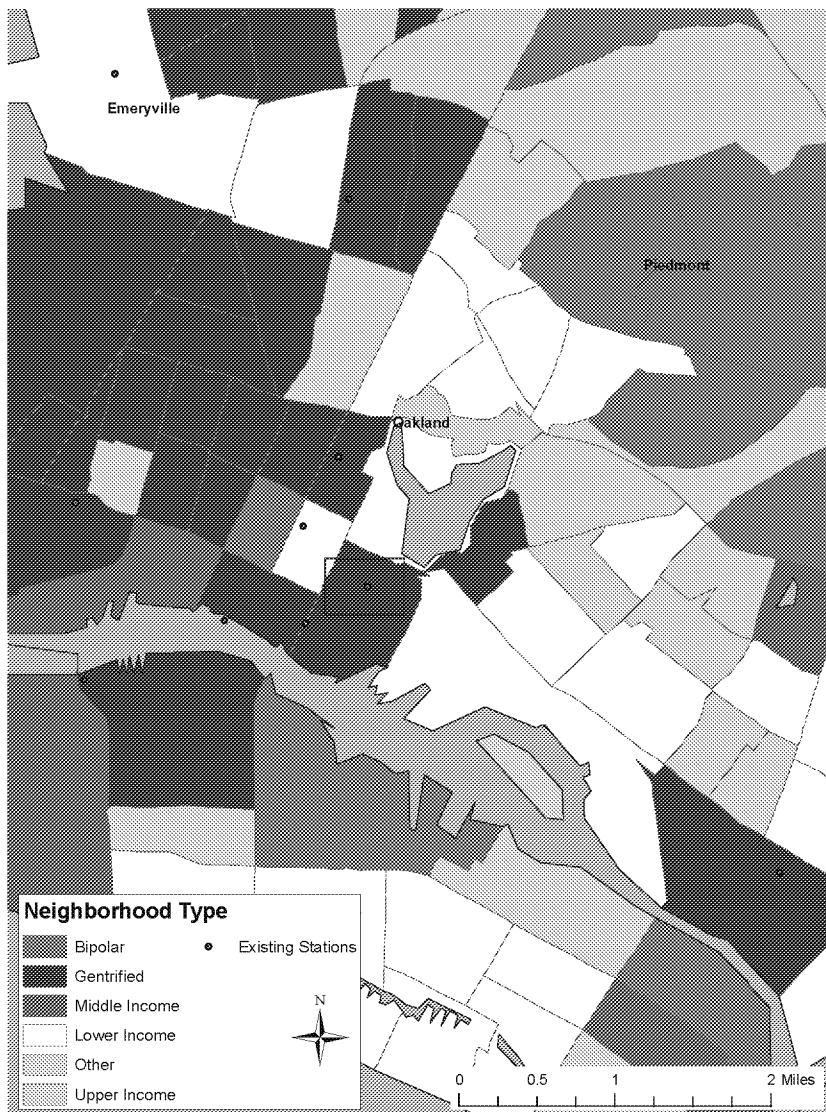 Emeryville
Piedmont
Oakland
Neighborhood Type
Bipolar
Existing Stations
Gentrified
Middle Income
Lower Income
Other
Upper Income
N
0 0.5 1 2 Miles